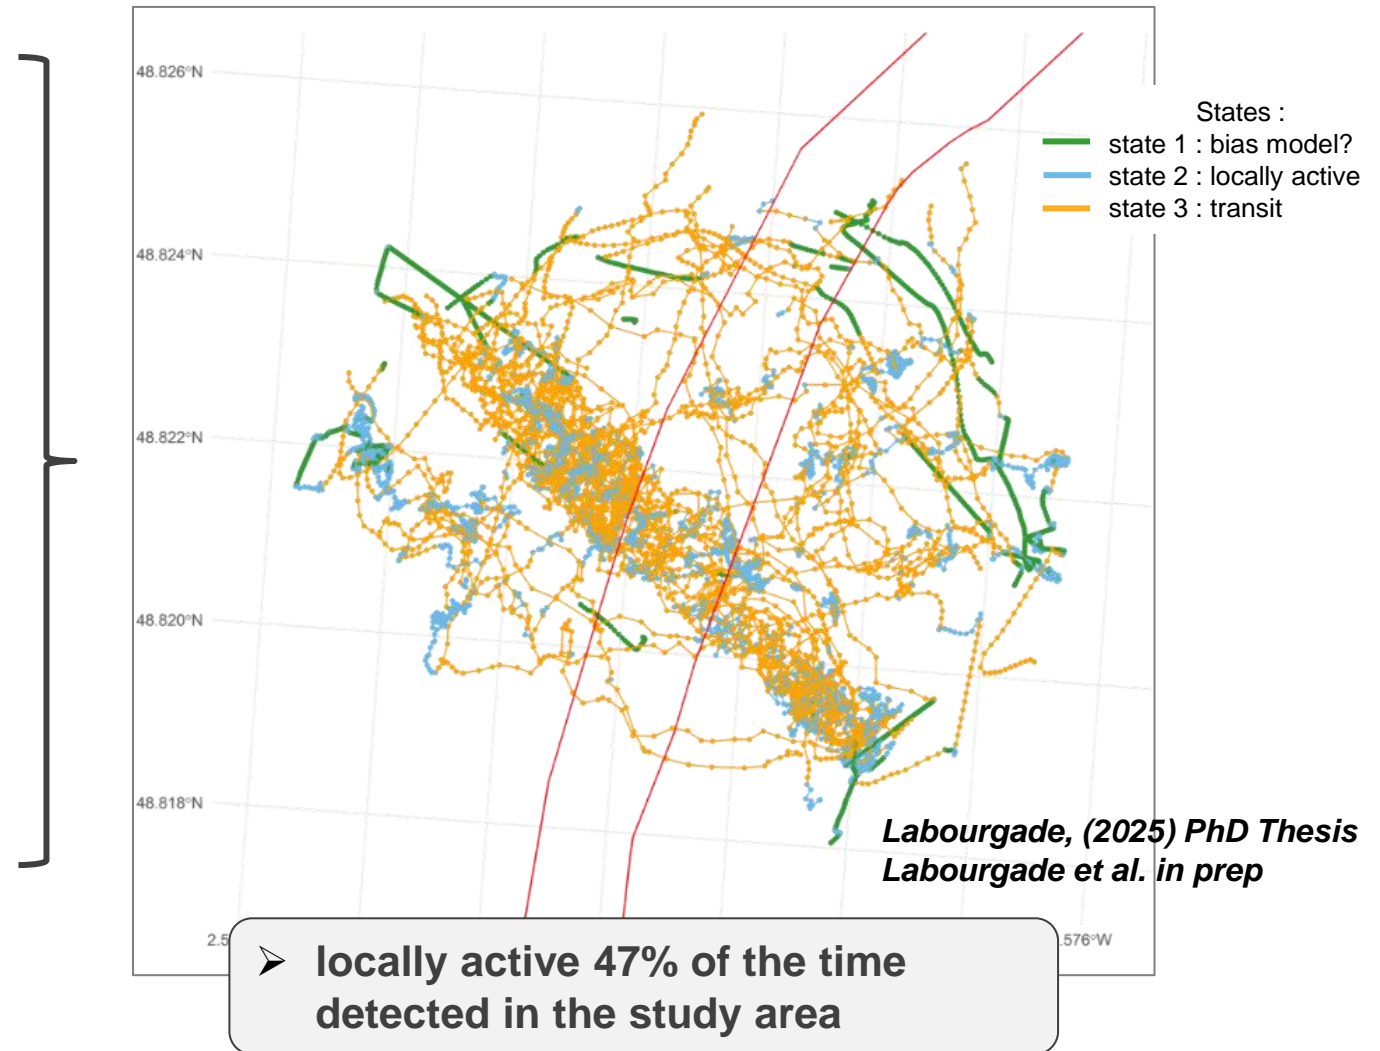 48.826°N
States :
state 1 : bias model?
state 2 : locally active
state 3 : transit
48.824°N
48.822°N
48.820°N
48.818°N
Labourgade, (2025) PhD Thesis
Labourgade et al. in prep
2.5
.576°W
➢ locally active 47% of the time
detected in the study area